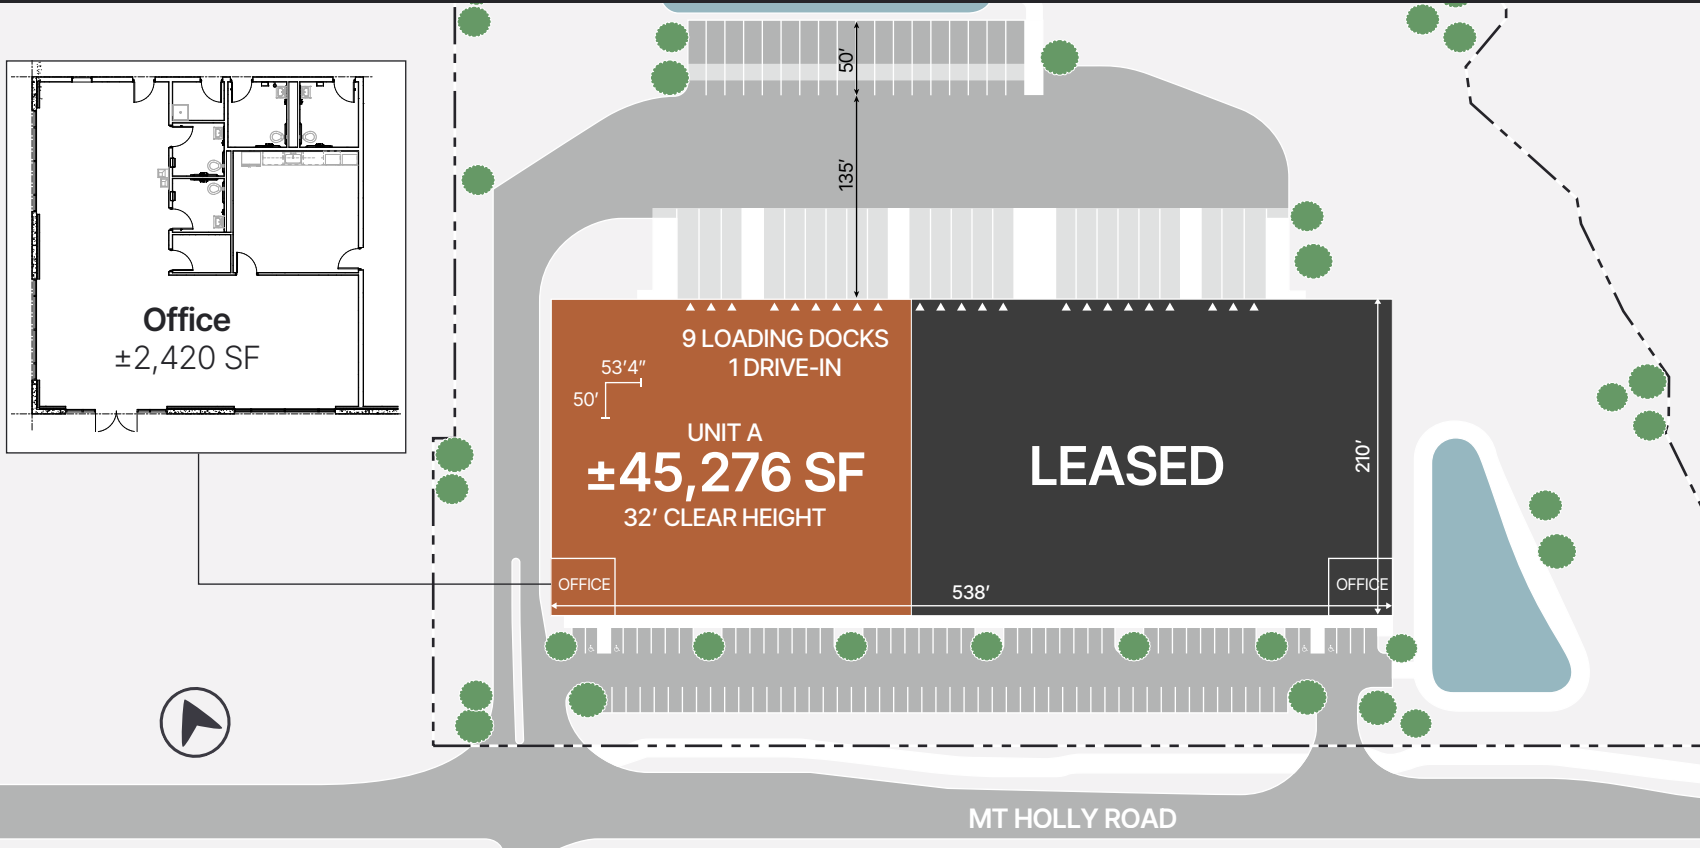 50’
135’
Office
±2,420 SF
9 LOADING DOCKS
1 DRIVE-IN
53’4”
50’
UNIT A
±45,276 SF
32’ CLEAR HEIGHT
LEASED
210’
OFFICE
OFFICE
538’
MT HOLLY ROAD